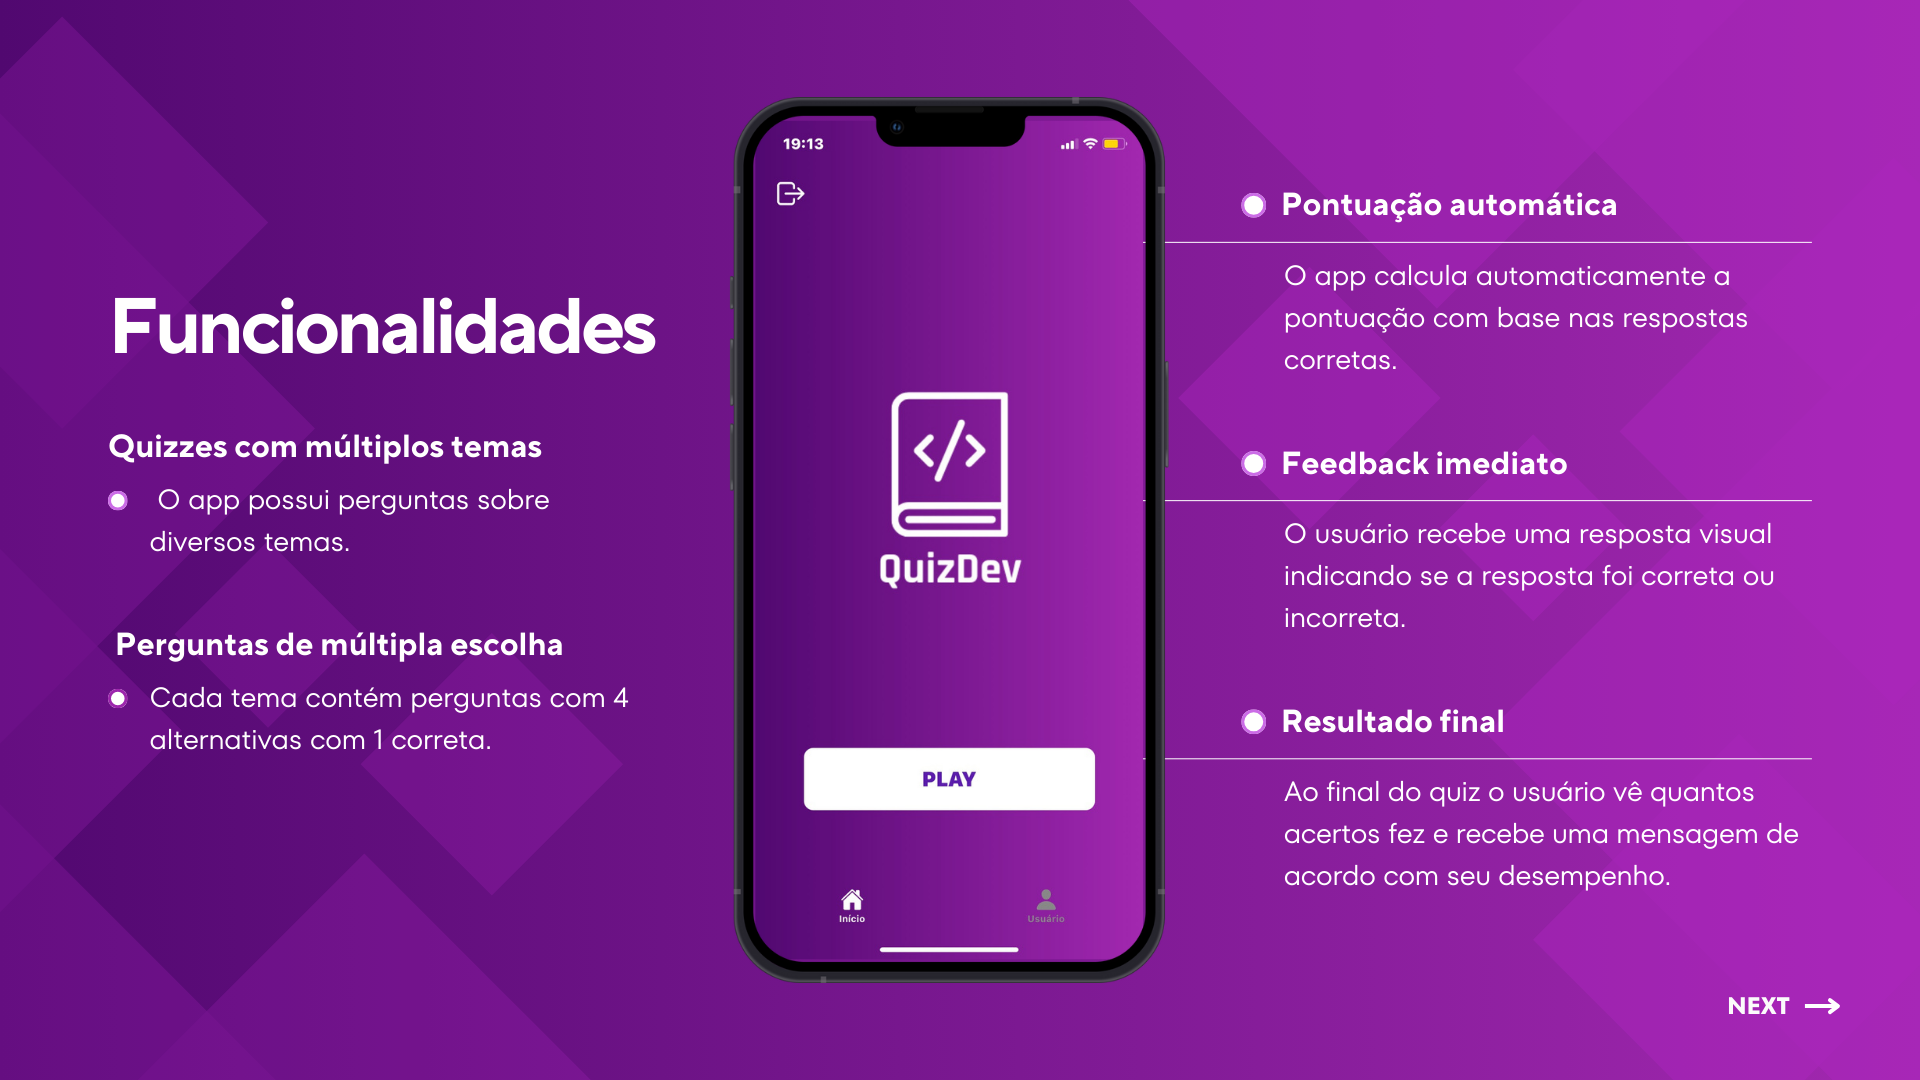 Funcionalidades
Quizzes com múltiplos temas
O app possui perguntas sobre
diversos temas.
Perguntas de múltipla escolha
Cada tema contém perguntas com 4
alternativas com 1 correta.
19:13
</>
QuizDev
PLAY
Início
Usuário
Pontuação automática
O app calcula automaticamente a
pontuação com base nas respostas
corretas.
Feedback imediato
O usuário recebe uma resposta visual
indicando se a resposta foi correta ou
incorreta.
Resultado final
Ao final do quiz o usuário vê quantos
acertos fez e recebe uma mensagem de
acordo com seu desempenho.
NEXT